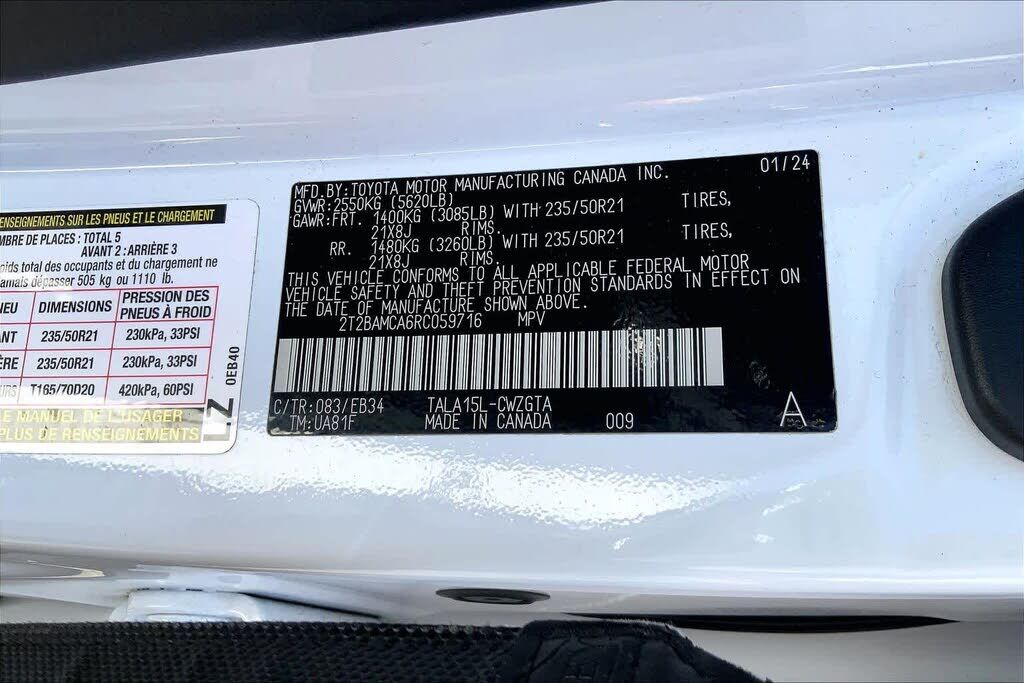 RENSEIGNEMENTS SUR LES PNEUS ET LE CHARGEMENT
MBRE DE PLACES : TOTAL 5
AVANT 2 : ARRIÈRE 3
oids total des occupants et du chargement ne
amais dépasser 505 kg ou 1110 lb.
NEU DIMENSIONS PRESSION DES PNEUS À FROID
ANT 235/50R21 230kPa, 33PSI
ÈRE 235/50R21 230kPa, 33PSI
URS T165/70D20 420kPa, 60PSI
LE MANUEL DE L'USAGER
PLUS DE RENSEIGNEMENTS
0EB40
LZ
MFD.BY:TOYOTA MOTOR MANUFACTURING CANADA INC. 01/24
GVWR:2550KG (5620LB)
GAWR:FRT. 1400KG (3085LB) WITH 235/50R21 TIRES,
21X8J RIMS.
RR. 1480KG (3260LB) WITH 235/50R21 TIRES,
21X8J RIMS.
THIS VEHICLE CONFORMS TO ALL APPLICABLE FEDERAL MOTOR
VEHICLE SAFETY AND THEFT PREVENTION STANDARDS IN EFFECT ON
THE DATE OF MANUFACTURE SHOWN ABOVE.
2T2BAMCA6RC059716 MPV
C/TR:083/EB34 TALA15L-CWZGTA
TM:UA81F MADE IN CANADA 009 A